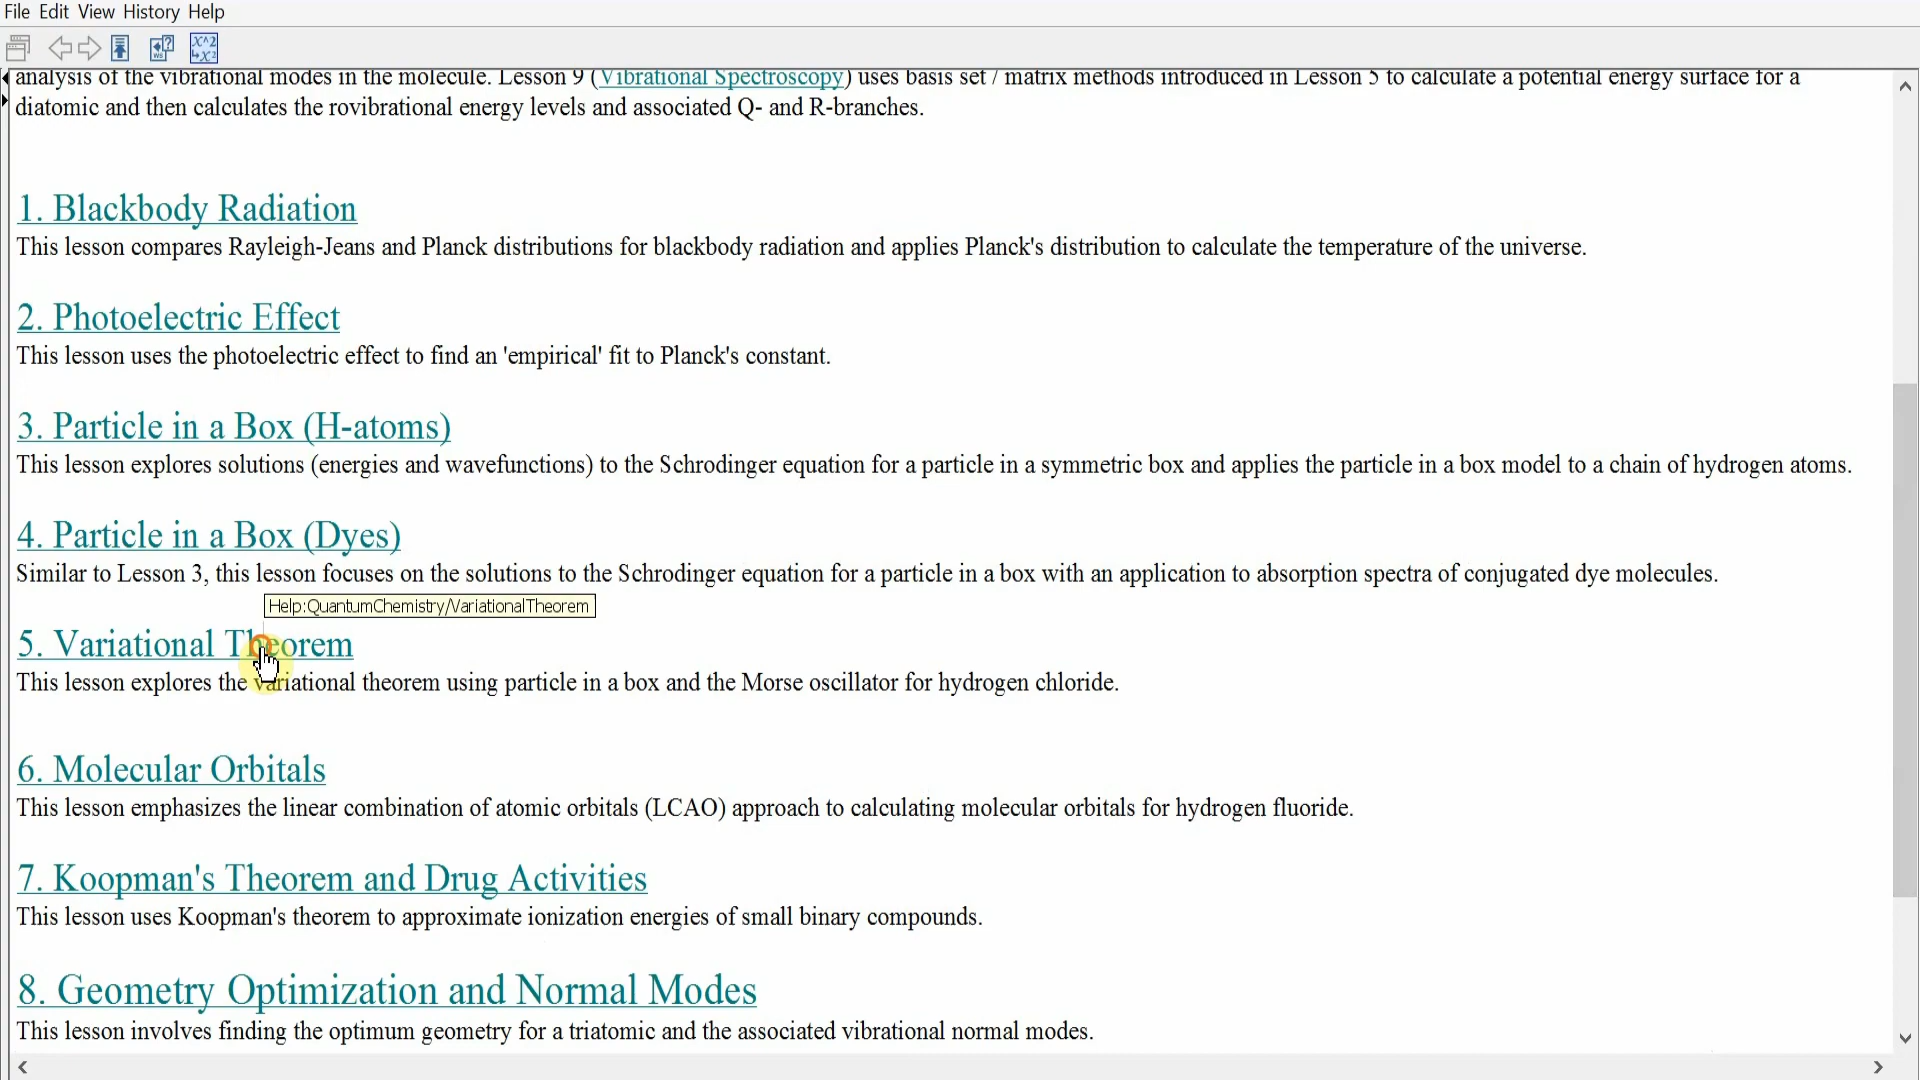 File Edit View History Help
analysis of the vibrational modes in the molecule. Lesson 9 (Vibrational Spectroscopy) uses basis set / matrix methods introduced in Lesson 5 to calculate a potential energy surface for a
diatomic and then calculates the rovibrational energy levels and associated Q- and R-branches.
1. Blackbody Radiation
This lesson compares Rayleigh-Jeans and Planck distributions for blackbody radiation and applies Planck's distribution to calculate the temperature of the universe.
2. Photoelectric Effect
This lesson uses the photoelectric effect to find an 'empirical' fit to Planck's constant.
3. Particle in a Box (H-atoms)
This lesson explores solutions (energies and wavefunctions) to the Schrodinger equation for a particle in a symmetric box and applies the particle in a box model to a chain of hydrogen atoms.
4. Particle in a Box (Dyes)
Similar to Lesson 3, this lesson focuses on the solutions to the Schrodinger equation for a particle in a box with an application to absorption spectra of conjugated dye molecules.
Help:QuantumChemistry/VariationalTheorem
5. Variational Theorem
This lesson explores the variational theorem using particle in a box and the Morse oscillator for hydrogen chloride.
6. Molecular Orbitals
This lesson emphasizes the linear combination of atomic orbitals (LCAO) approach to calculating molecular orbitals for hydrogen fluoride.
7. Koopman's Theorem and Drug Activities
This lesson uses Koopman's theorem to approximate ionization energies of small binary compounds.
8. Geometry Optimization and Normal Modes
This lesson involves finding the optimum geometry for a triatomic and the associated vibrational normal modes.